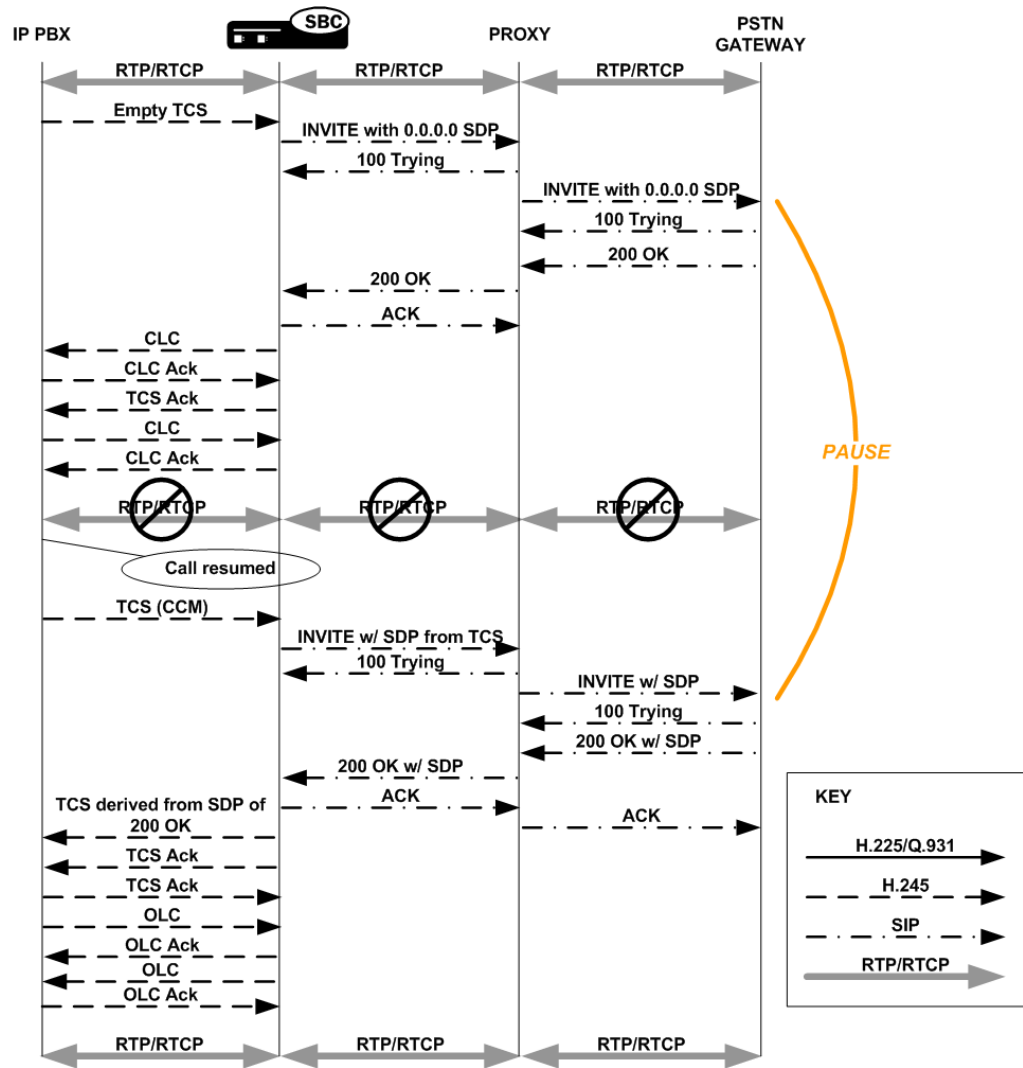 IP PBX
SBC
PROXY
PSTN
GATEWAY
RTP/RTCP
RTP/RTCP
RTP/RTCP
Empty TCS
INVITE with 0.0.0.0 SDP
100 Trying
INVITE with 0.0.0.0 SDP
100 Trying
200 OK
200 OK
ACK
CLC
CLC Ack
TCS Ack
CLC
CLC Ack
PAUSE
RTP/RTCP
RTP/RTCP
RTP/RTCP
Call resumed
TCS (CCM)
INVITE w/ SDP from TCS
100 Trying
INVITE w/ SDP
100 Trying
200 OK w/ SDP
200 OK w/ SDP
ACK
ACK
TCS derived from SDP of
200 OK
TCS Ack
TCS Ack
OLC
OLC Ack
OLC
OLC Ack
RTP/RTCP
RTP/RTCP
RTP/RTCP
KEY
H.225/Q.931
H.245
SIP
RTP/RTCP